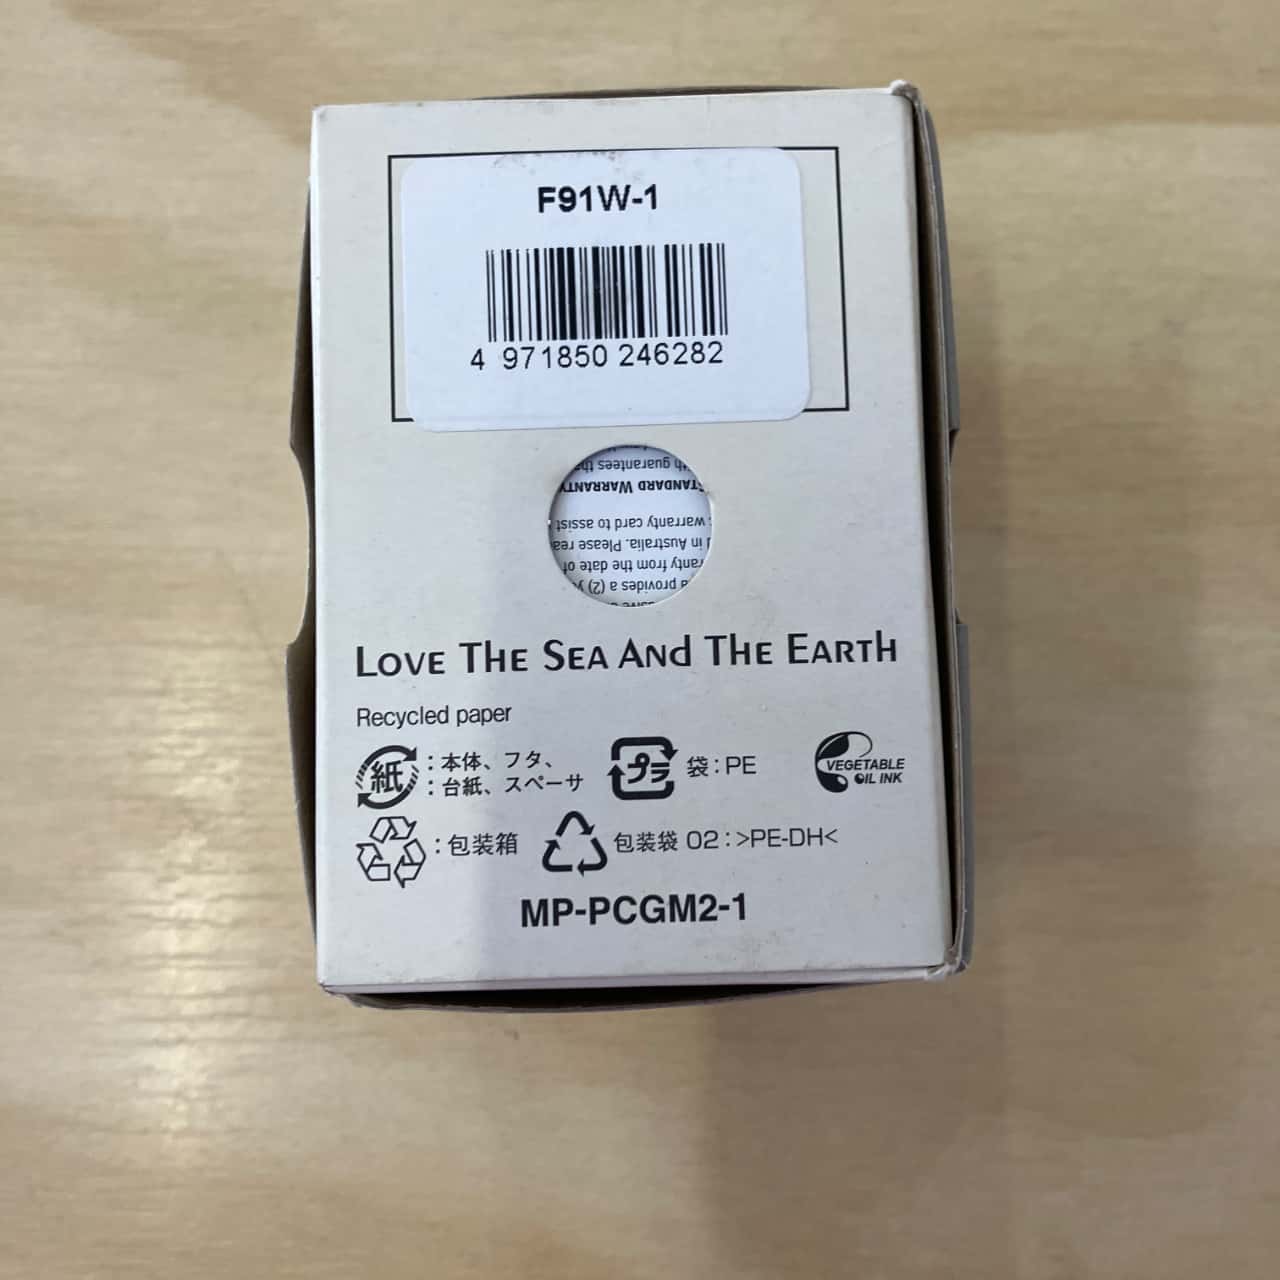 F91W-1
4 971850 246282
th guarantees tha
STANDARD WARRANTY
warranty card to assist
in Australia. Please rea
ranty from the date of
provides a (2) y
LOVE THE SEA AND THE EARTH
Recycled paper
紙 :本体、フタ、
:台紙、スペーサ
プラ 袋:PE
VEGETABLE
OIL INK
:包装箱
包装袋 02:>PE-DH<
MP-PCGM2-1